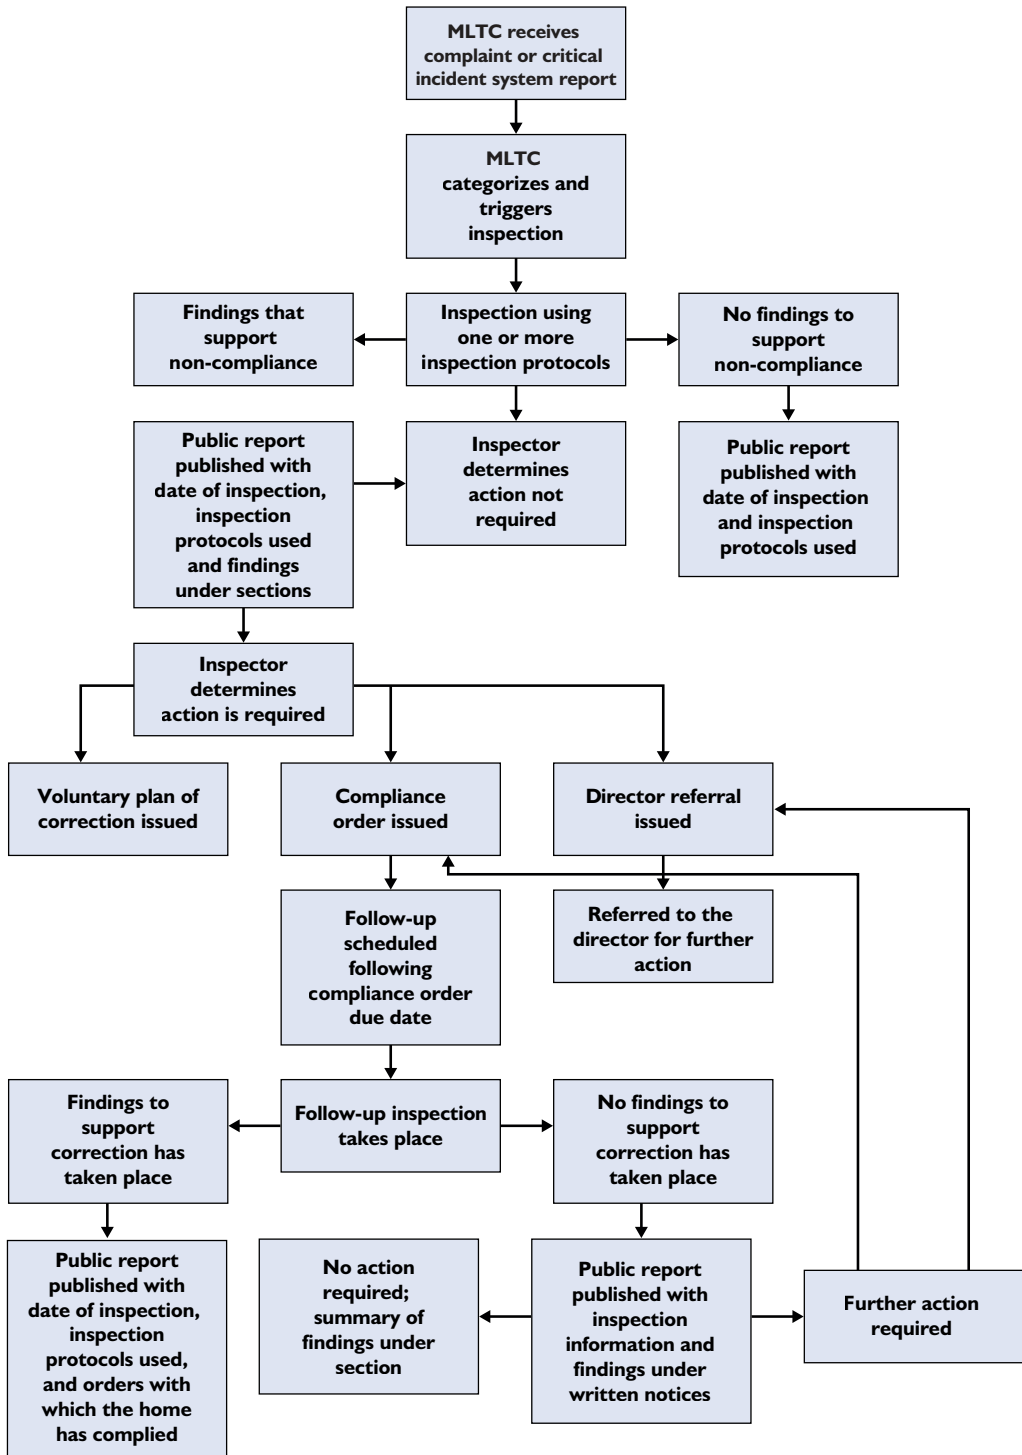 MLTC receives
complaint or critical
incident system report
MLTC
categorizes and
triggers
inspection
Findings that
support
non-compliance
Inspection using
one or more
inspection protocols
No findings to
support
non-compliance
Public report
published with
date of inspection,
inspection
protocols used
and findings
under sections
Inspector
determines
action not
required
Public report
published with
date of inspection
and inspection
protocols used
Inspector
determines
action is required
Voluntary plan of
correction issued
Compliance
order issued
Director referral
issued
Follow-up
scheduled
following
compliance order
due date
Referred to the
director for further
action
Findings to
support
correction has
taken place
Follow-up inspection
takes place
No findings to
support
correction has
taken place
Public report
published with
date of inspection,
inspection
protocols used,
and orders with
which the home
has complied
No action
required;
summary of
findings under
section
Public report
published with
inspection
information and
findings under
written notices
Further action
required